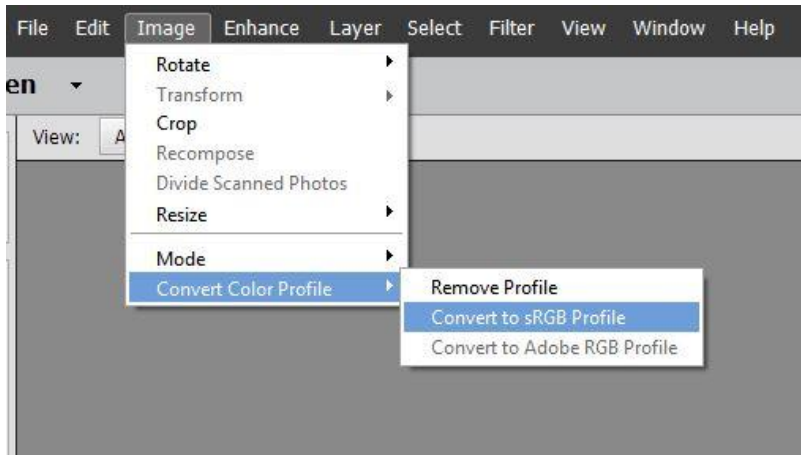 File Edit Image Enhance Layer Select Filter View Window Help
en
View: A
Rotate
Transform
Crop
Recompose
Divide Scanned Photos
Resize
Mode
Convert Color Profile
Remove Profile
Convert to sRGB Profile
Convert to Adobe RGB Profile